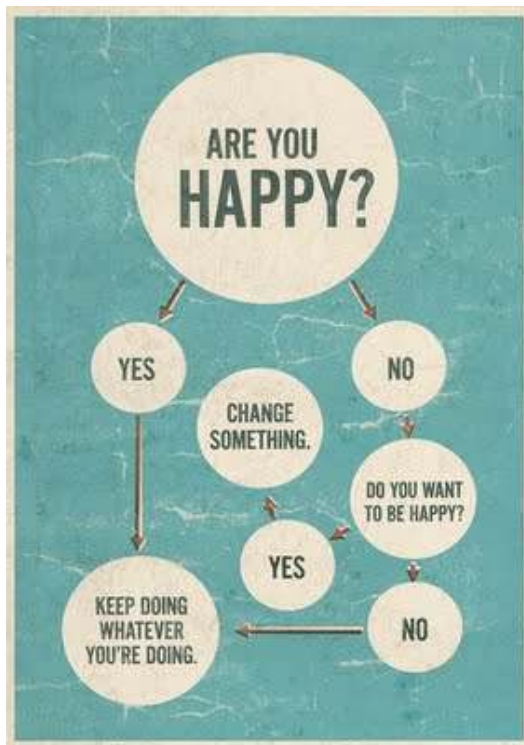 ARE YOU
HAPPY?
YES
NO
CHANGE
SOMETHING.
DO YOU WANT
TO BE HAPPY?
YES
KEEP DOING
WHATEVER
YOU'RE DOING.
NO